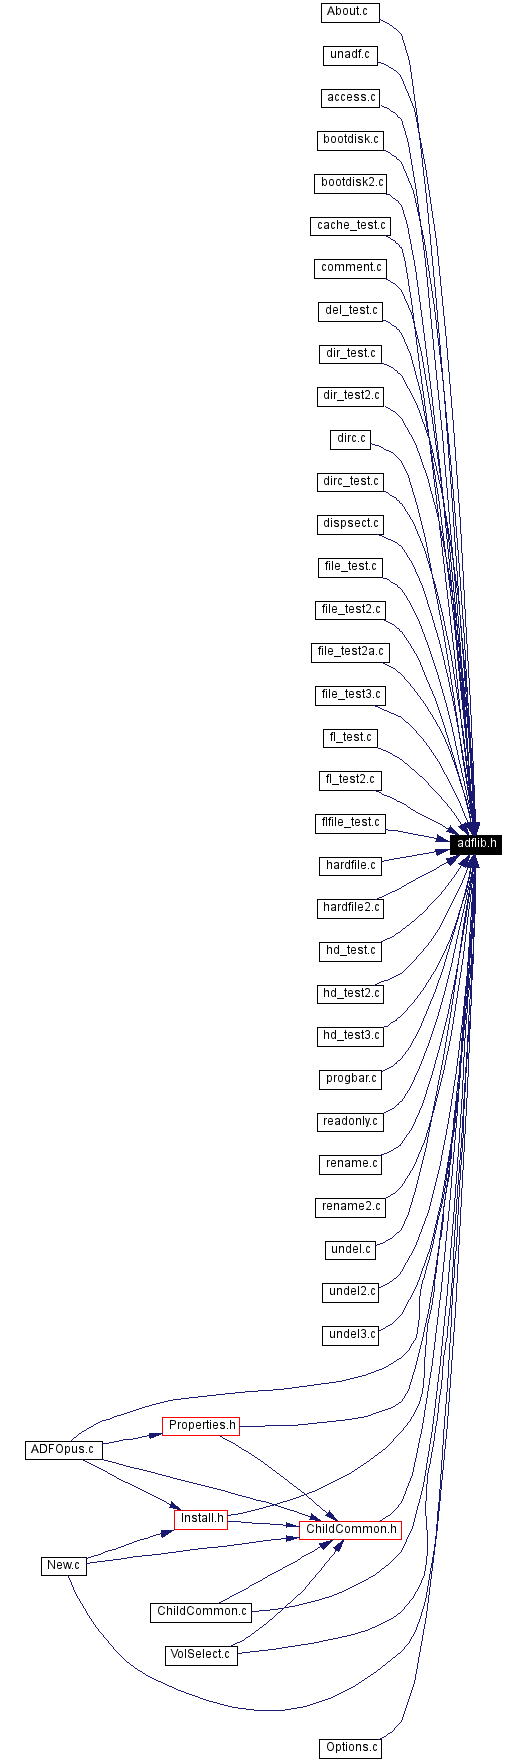 About.c
unadf.c
access.c
bootdisk.c
bootdisk2.c
cache_test.c
comment.c
del_test.c
dir_test.c
dir_test2.c
dirc.c
dirc_test.c
dispsect.c
file_test.c
file_test2.c
file_test2a.c
file_test3.c
fl_test.c
fl_test2.c
flfile_test.c
adflib.h
hardfile.c
hardfile2.c
hd_test.c
hd_test2.c
hd_test3.c
progbar.c
readonly.c
rename.c
rename2.c
undel.c
undel2.c
undel3.c
Properties.h
ADFOpus.c
Install.h
ChildCommon.h
New.c
ChildCommon.c
VolSelect.c
Options.c